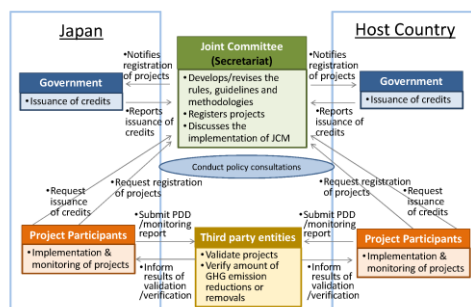 Japan
Joint Committee
(Secretariat)
Host Country
•Notifies
registration
of projects
•Notifies
registration
of projects
Government
•Issuance of credits
•Develops/revises the
rules, guidelines and
methodologies
•Registers projects
•Discusses the
implementation of JCM
Government
•Issuance of credits
•Reports
issuance of
credits
•Reports
issuance of
credits
Conduct policy consultations
•Request
issuance
of credits
•Request registration
of projects
•Request registration
of projects
•Request
issuance
of credits
Project Participants
•Implementation &
monitoring of projects
•Submit PDD
/monitoring
report
•Inform results of
validation
/verification
Third party entities
•Validate projects
•Verify amount of
GHG emission
reductions or
removals
•Submit PDD
/monitoring
report
•Inform results of
validation
/verification
Project Participants
•Implementation &
monitoring of projects